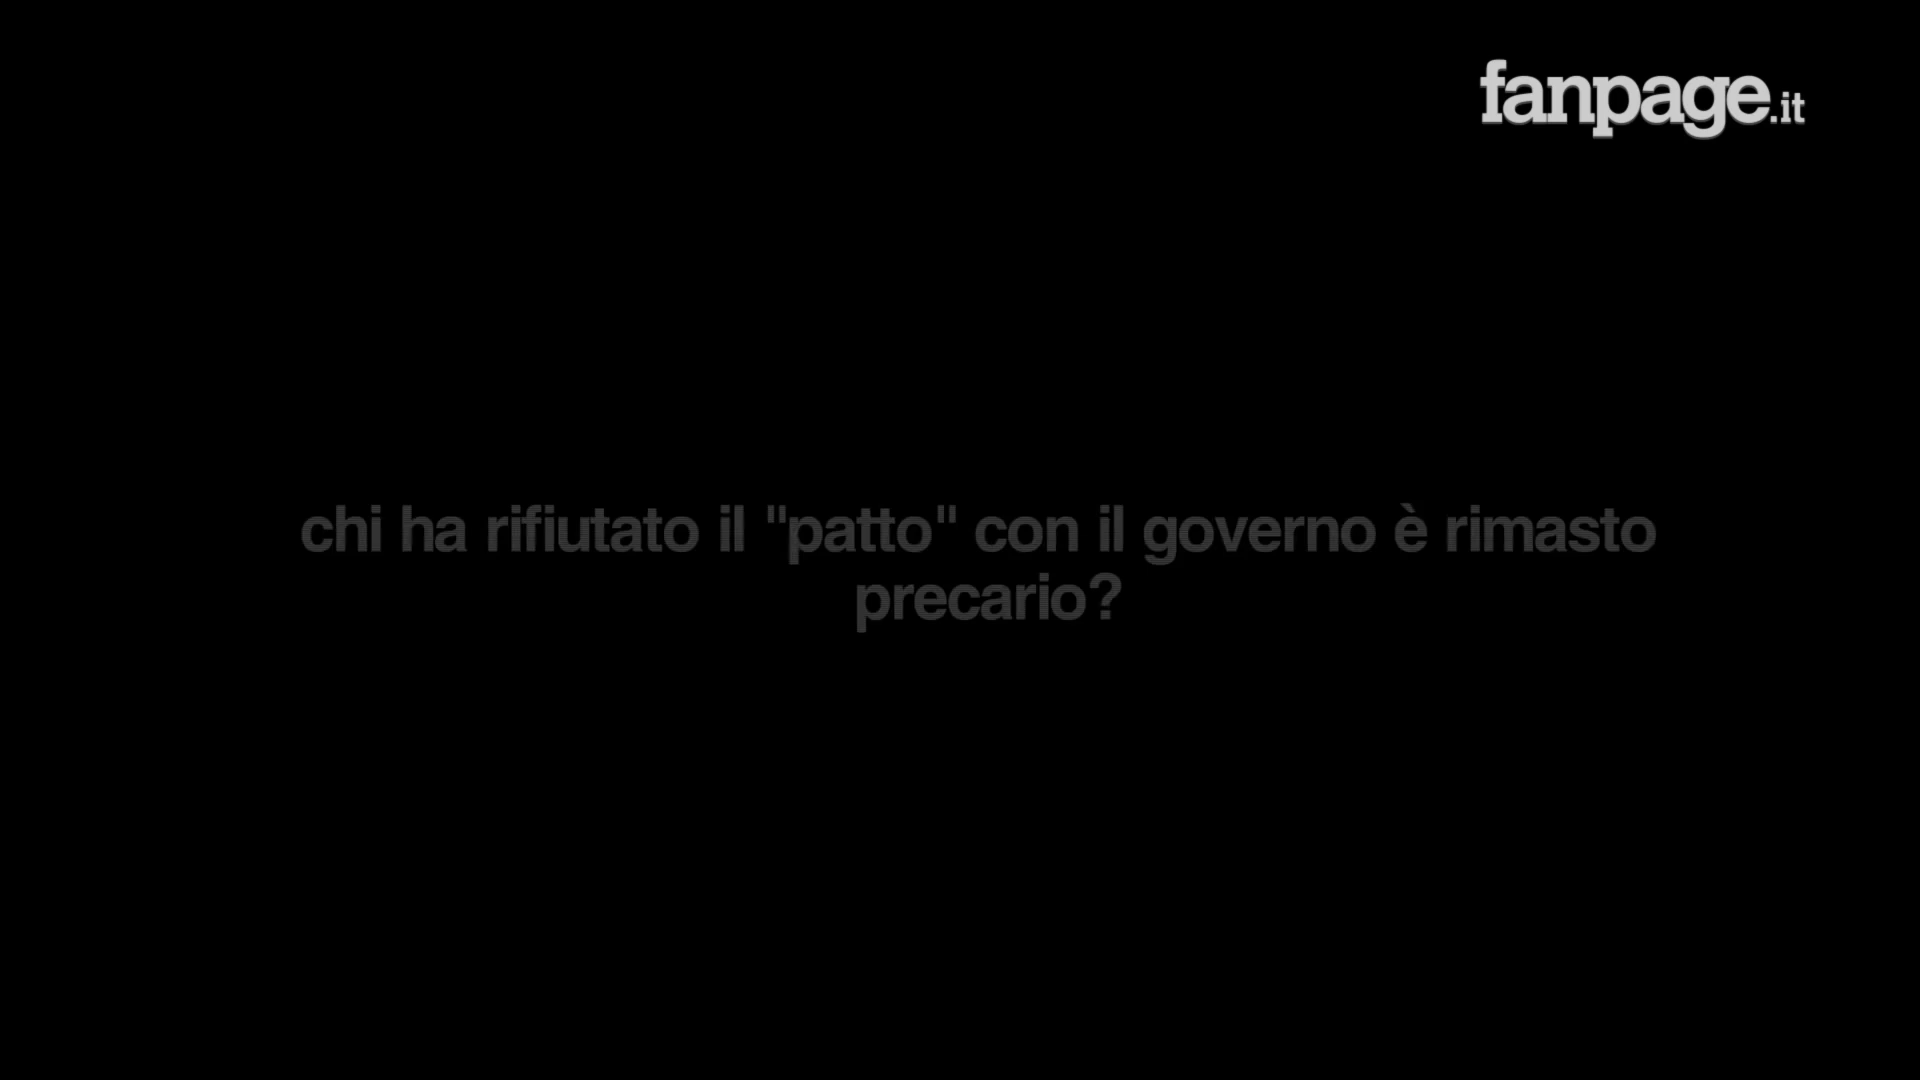 fanpage.it
chi ha rifiutato il "patto" con il governo è rimasto
precario?